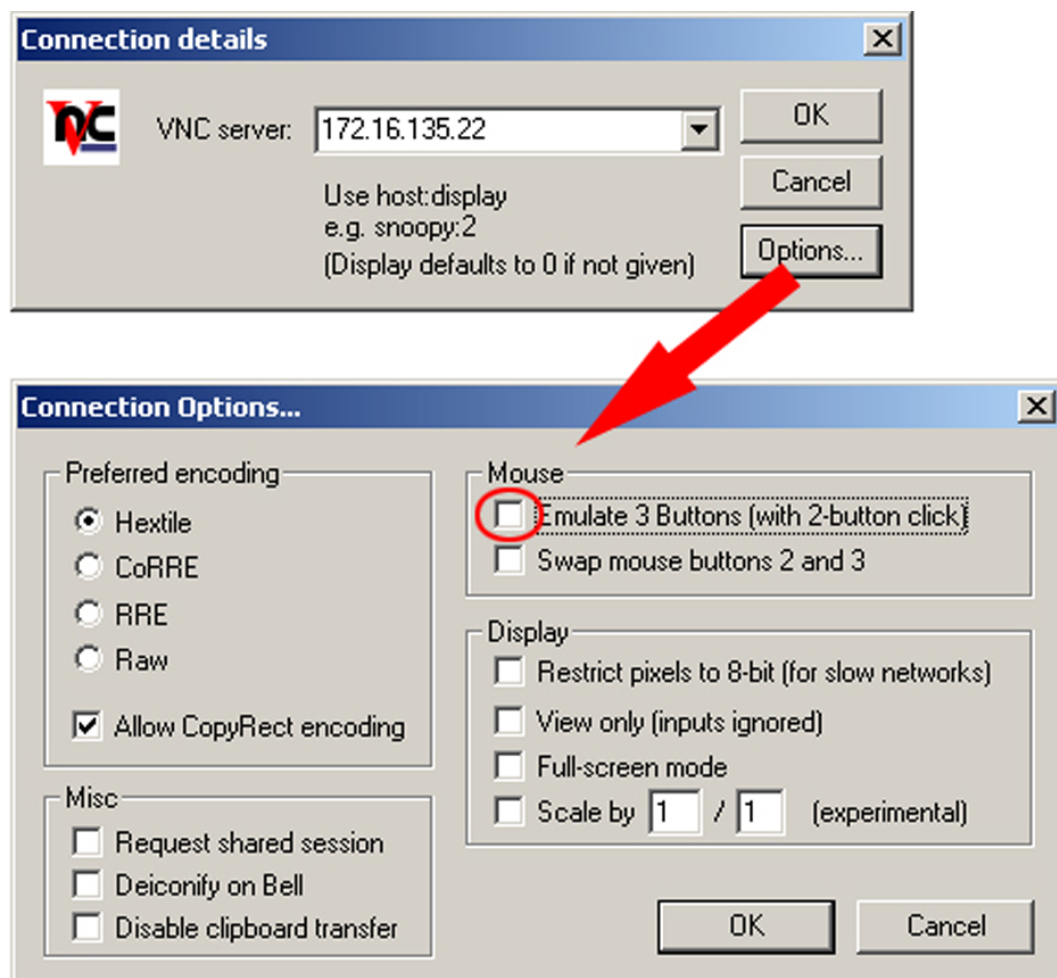 Connection details
VNC
VNC server: 172.16.135.22
OK
Use host:display
e.g. snoopy:2
(Display defaults to 0 if not given)
Cancel
Options...
Connection Options...
Preferred encoding
Hextile
CoRRE
RRE
Raw
Allow CopyRect encoding
Misc
Request shared session
Deiconify on Bell
Disable clipboard transfer
Mouse
Emulate 3 Buttons (with 2-button click)
Swap mouse buttons 2 and 3
Display
Restrict pixels to 8-bit (for slow networks)
View only (inputs ignored)
Full-screen mode
Scale by 1 / 1 (experimental)
OK
Cancel